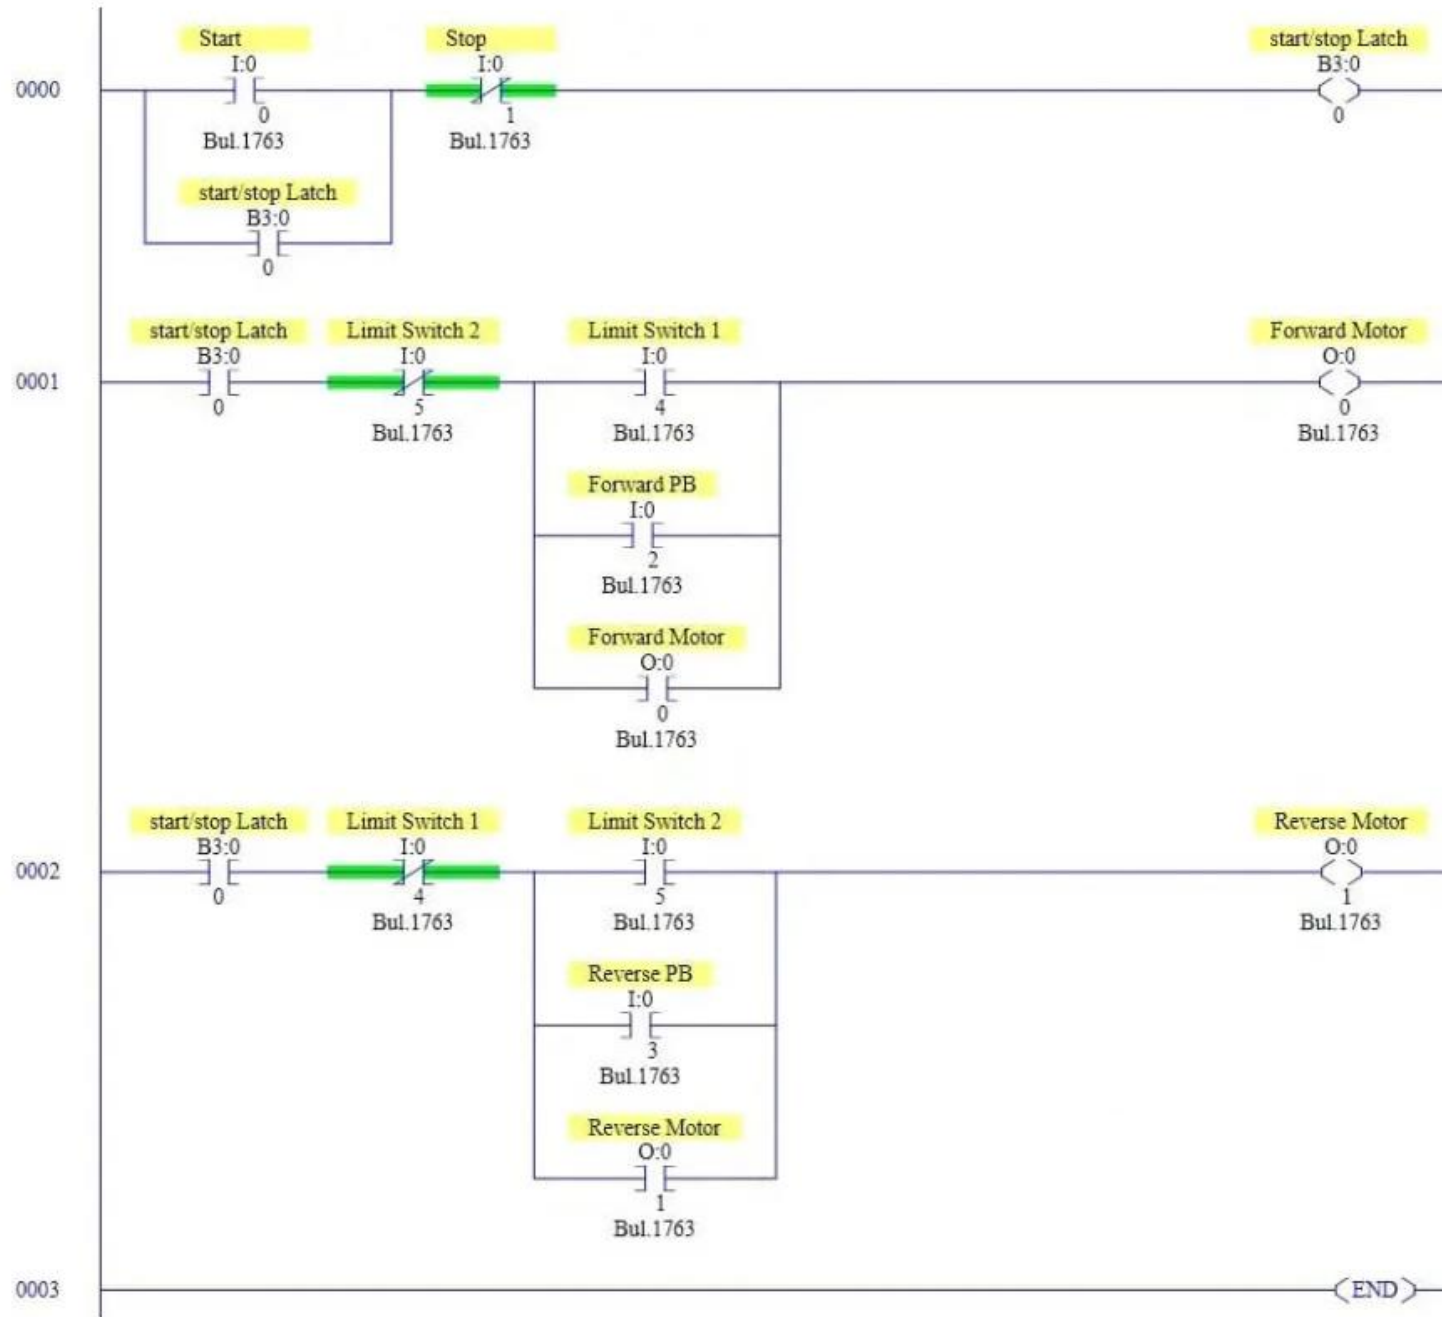 Start
I:0
0
Bul.1763
Stop
I:0
1
Bul.1763
start/stop Latch
B3:0
0
0000
start/stop Latch
B3:0
0
start/stop Latch
B3:0
0
Limit Switch 2
I:0
5
Bul.1763
Limit Switch 1
I:0
4
Bul.1763
Forward Motor
O:0
0
Bul.1763
0001
Forward PB
I:0
2
Bul.1763
Forward Motor
O:0
0
Bul.1763
start/stop Latch
B3:0
0
Limit Switch 1
I:0
4
Bul.1763
Limit Switch 2
I:0
5
Bul.1763
Reverse Motor
O:0
1
Bul.1763
0002
Reverse PB
I:0
3
Bul.1763
Reverse Motor
O:0
1
Bul.1763
0003
END